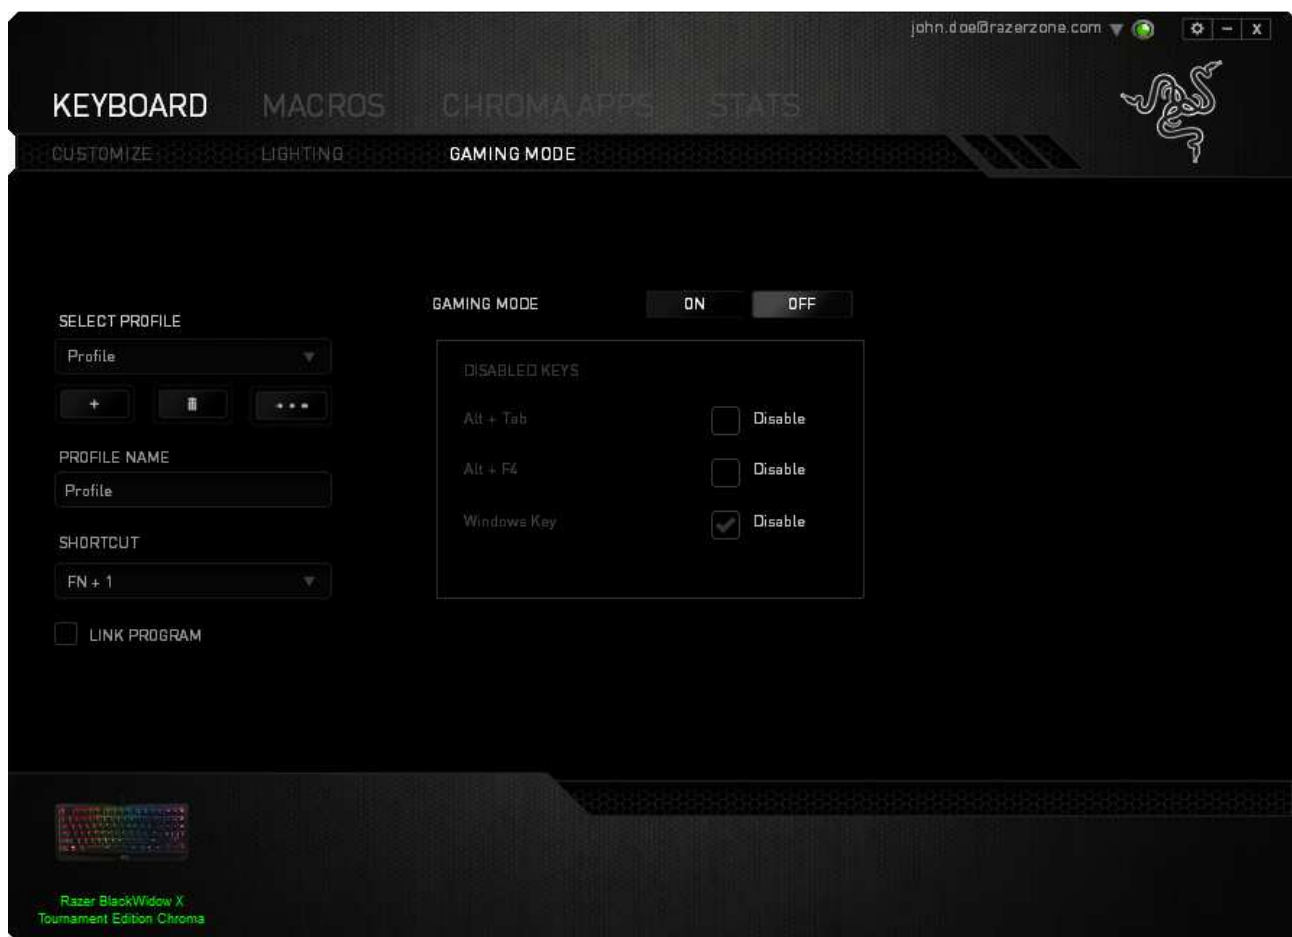 john.doe@razerzone.com
KEYBOARD MACROS CHROMA APPS STATS
CUSTOMIZE LIGHTING GAMING MODE
GAMING MODE ON OFF
SELECT PROFILE
Profile
DISABLED KEYS
Alt + Tab Disable
PROFILE NAME
Alt + F4 Disable
Profile
Windows Key Disable
SHORTCUT
FN + 1
LINK PROGRAM
Razer BlackWidow X
Tournament Edition Chroma